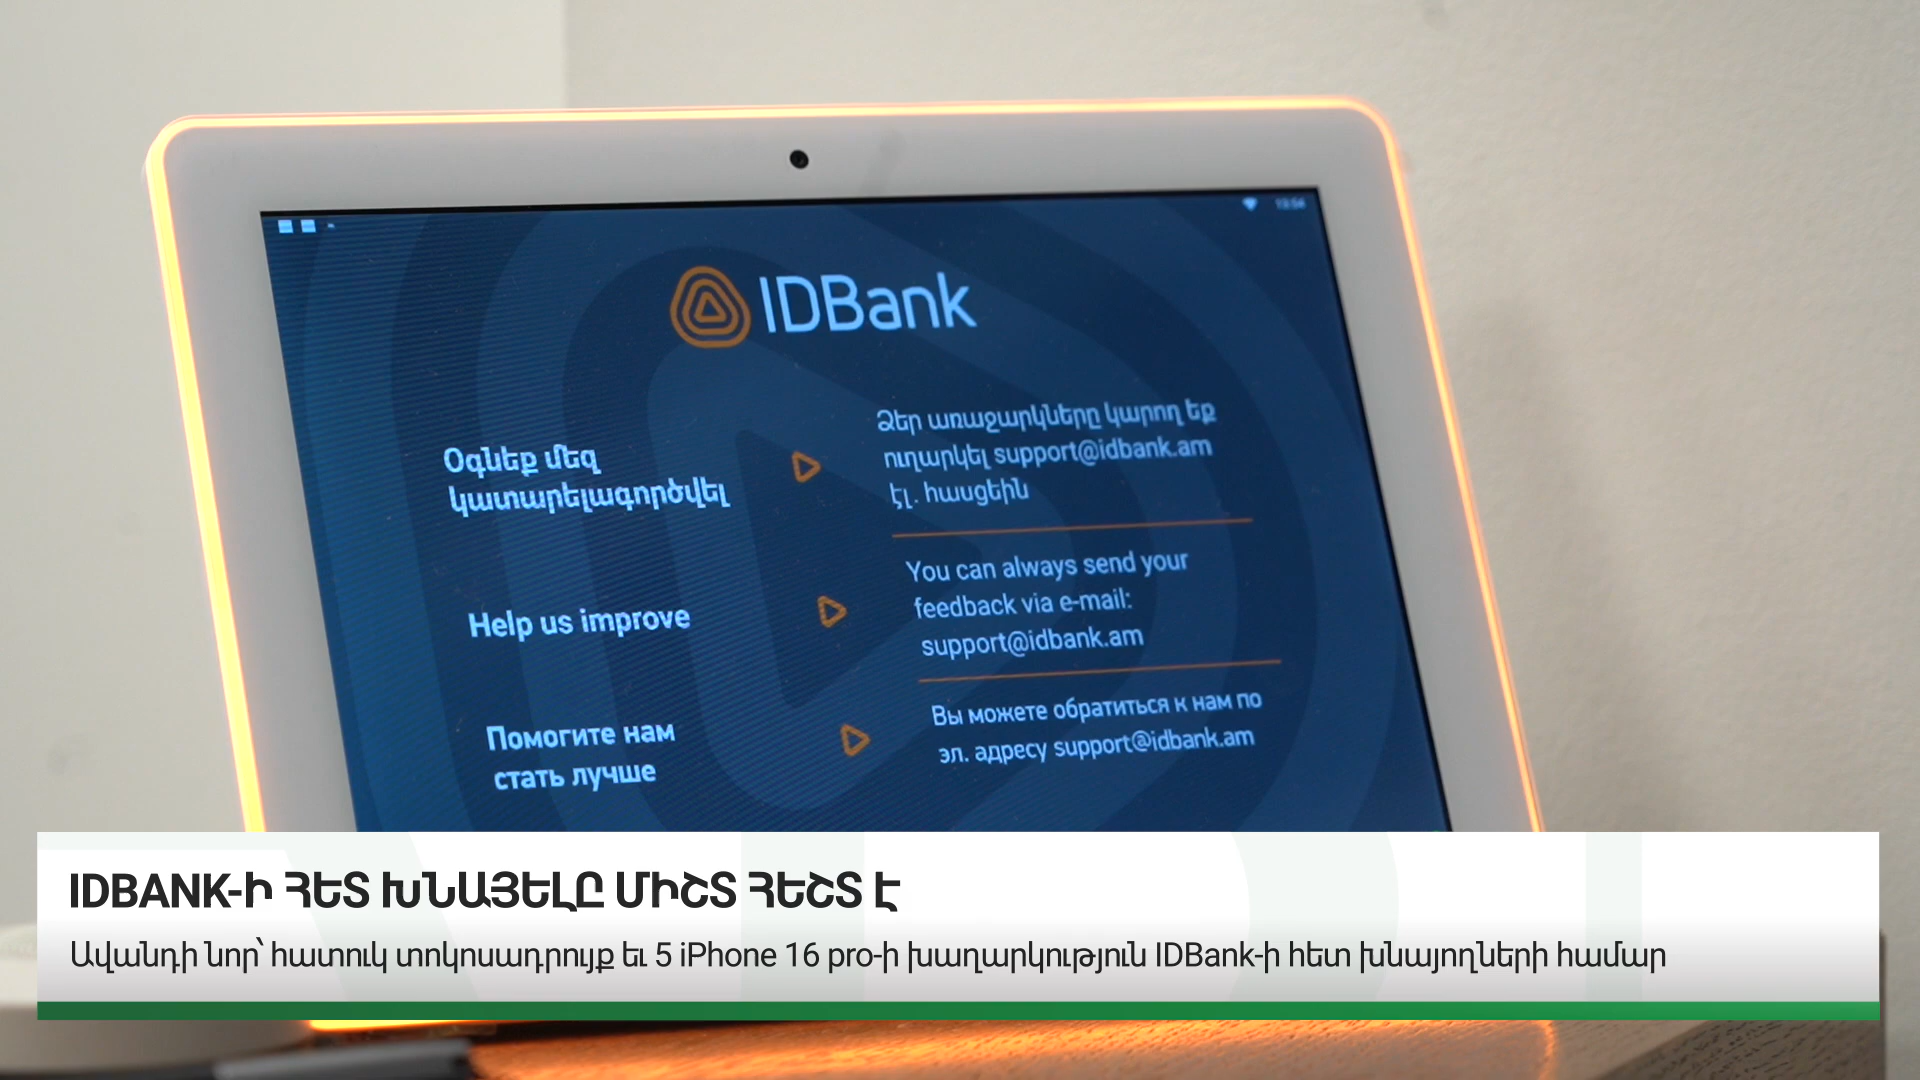 IDBank
Օգնեք մեզ
կատարելագործվել
Ձեր առաջարկները կարող եք
ուղարկել support@idbank.am
էլ. հասցեին
Help us improve
You can always send your
feedback via e-mail:
support@idbank.am
Помогите нам
стать лучше
Вы можете обратиться к нам по
эл. адресу support@idbank.am
IDBANK-Ի ՀԵՏ ԽՆԱՅԵԼԸ ՄԻՇՏ ՀԵՇՏ Է
Ավանդի նոր՝ հատուկ տոկոսադրույք եւ 5 iPhone 16 pro-ի խաղարկություն IDBank-ի հետ խնայողների համար